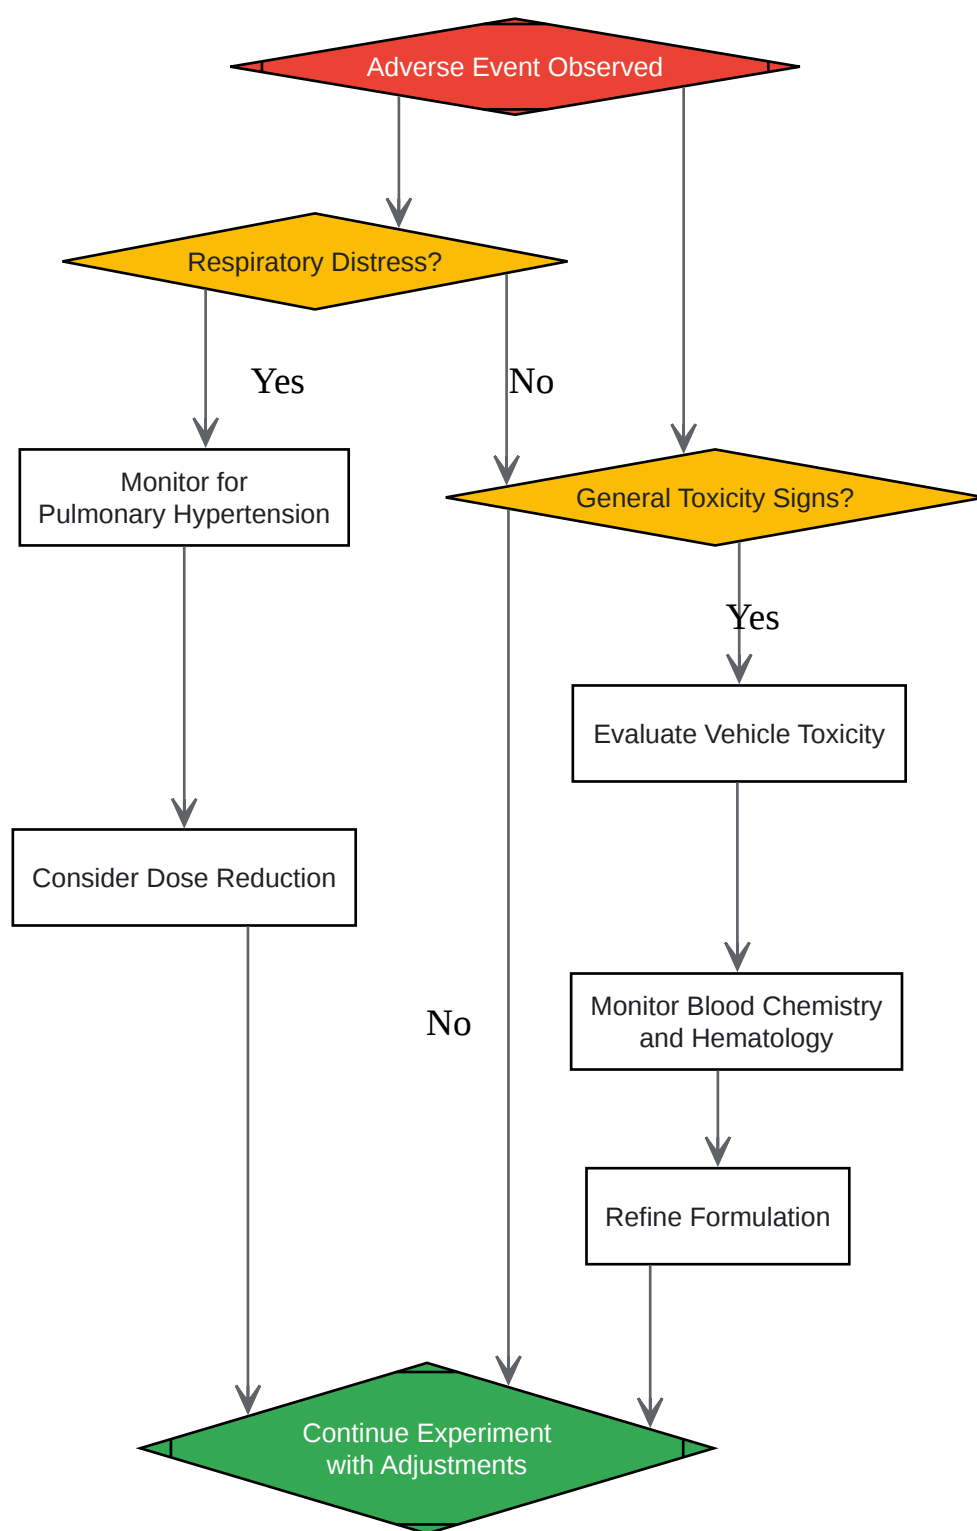 Adverse Event Observed
Respiratory Distress?
Yes
No
Monitor for
Pulmonary Hypertension
General Toxicity Signs?
Yes
Evaluate Vehicle Toxicity
Consider Dose Reduction
No
Monitor Blood Chemistry
and Hematology
Refine Formulation
Continue Experiment
with Adjustments